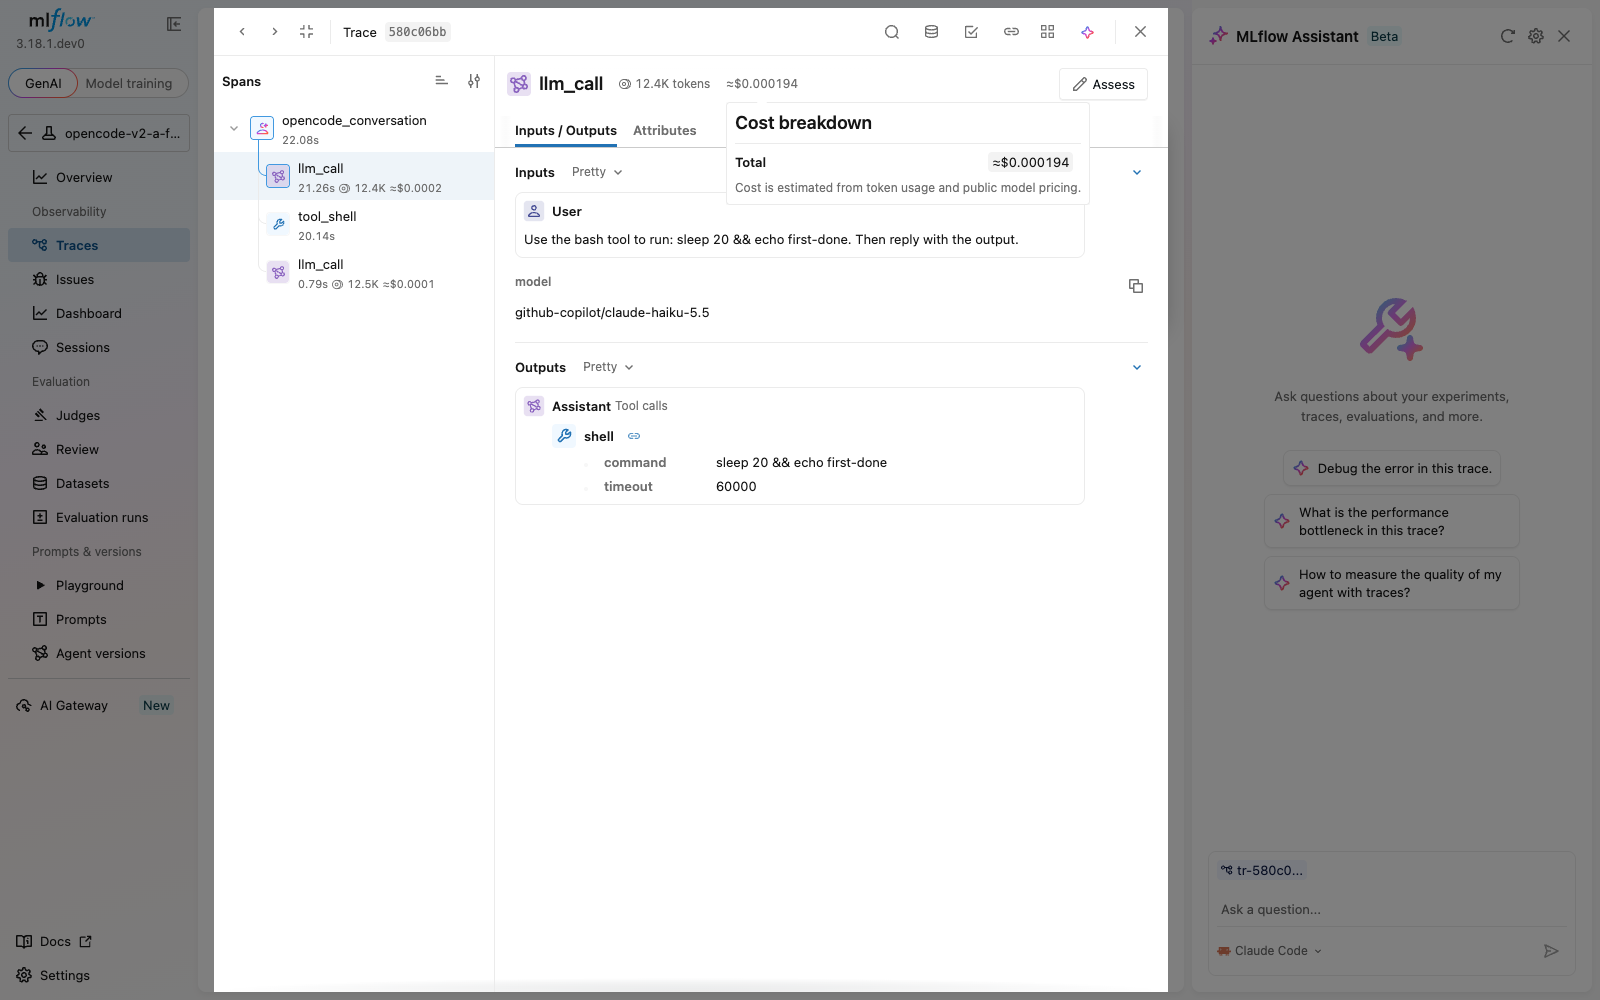 mlflow
3.18.1.dev0
GenAI
Model training
opencode-v2-a-f...
Overview
Observability
Traces
Issues
Dashboard
Sessions
Evaluation
Judges
Review
Datasets
Evaluation runs
Prompts & versions
Playground
Prompts
Agent versions
AI Gateway
New
Docs
Settings
Trace 580c06bb
Spans
opencode_conversation
22.08s
llm_call
21.26s 12.4K ≈$0.0002
tool_shell
20.14s
llm_call
0.79s 12.5K ≈$0.0001
llm_call
12.4K tokens
≈$0.000194
Assess
Inputs / Outputs
Attributes
Cost breakdown
Total
≈$0.000194
Cost is estimated from token usage and public model pricing.
Inputs
Pretty
User
Use the bash tool to run: sleep 20 && echo first-done. Then reply with the output.
model
github-copilot/claude-haiku-5.5
Outputs
Pretty
Assistant Tool calls
shell
command sleep 20 && echo first-done
timeout 60000
MLflow Assistant
Beta
Ask questions about your experiments,
traces, evaluations, and more.
Debug the error in this trace.
What is the performance
bottleneck in this trace?
How to measure the quality of my
agent with traces?
tr-580c0...
Ask a question...
Claude Code